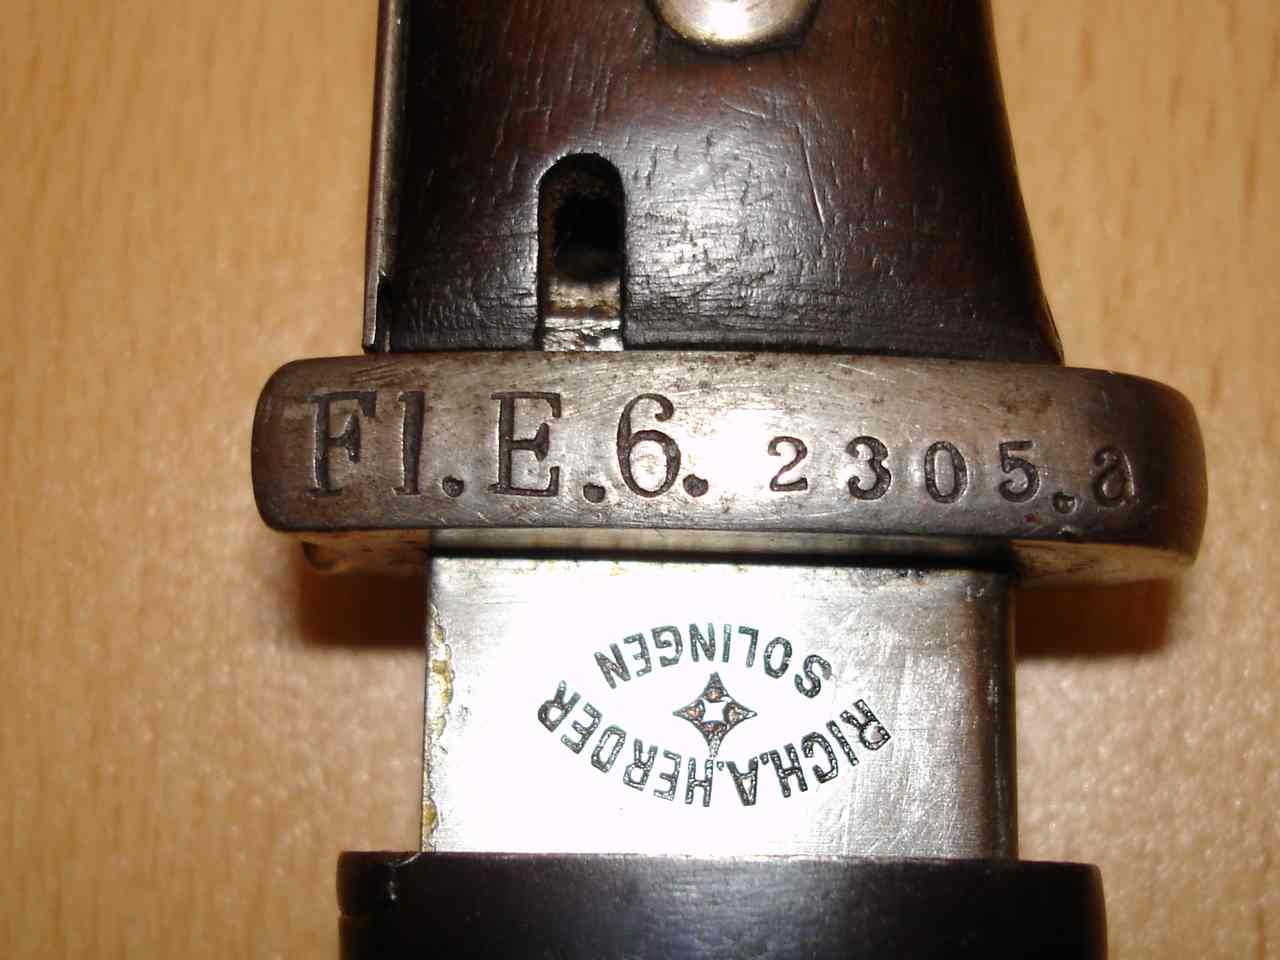 Fl.E.6. 2305.a
RICH.A.HERDER
SOLINGEN